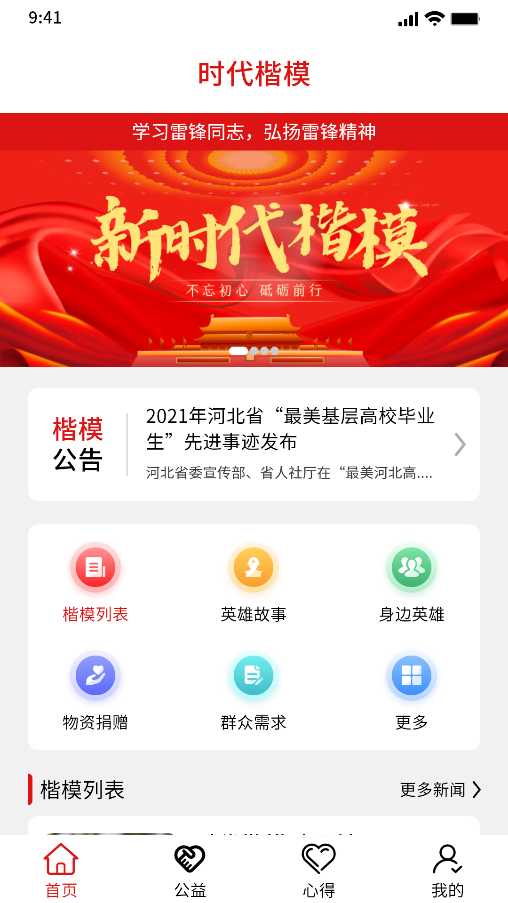 9:41
时代楷模
学习雷锋同志，弘扬雷锋精神
新时代楷模
不忘初心 砥砺前行
楷模
公告
2021年河北省“最美基层高校毕业
生”先进事迹发布
河北省委宣传部、省人社厅在“最美河北高....
楷模列表
英雄故事
身边英雄
物资捐赠
群众需求
更多
楷模列表
更多新闻
首页
公益
心得
我的